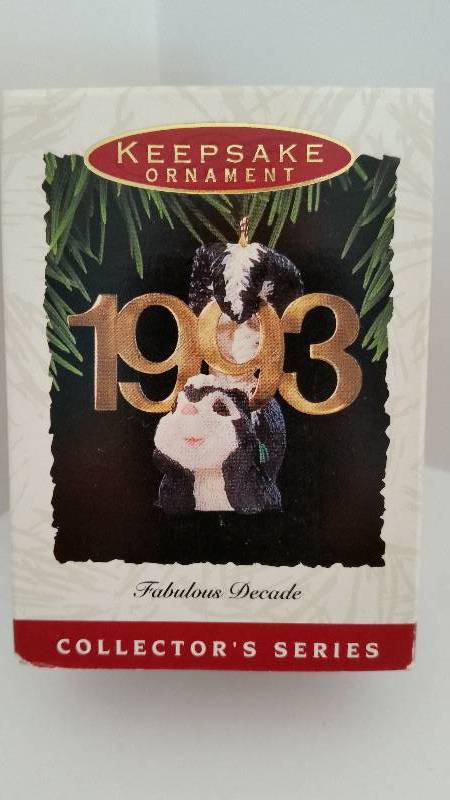 KEEPSAKE
ORNAMENT
1993
Fabulous Decade
COLLECTOR'S SERIES